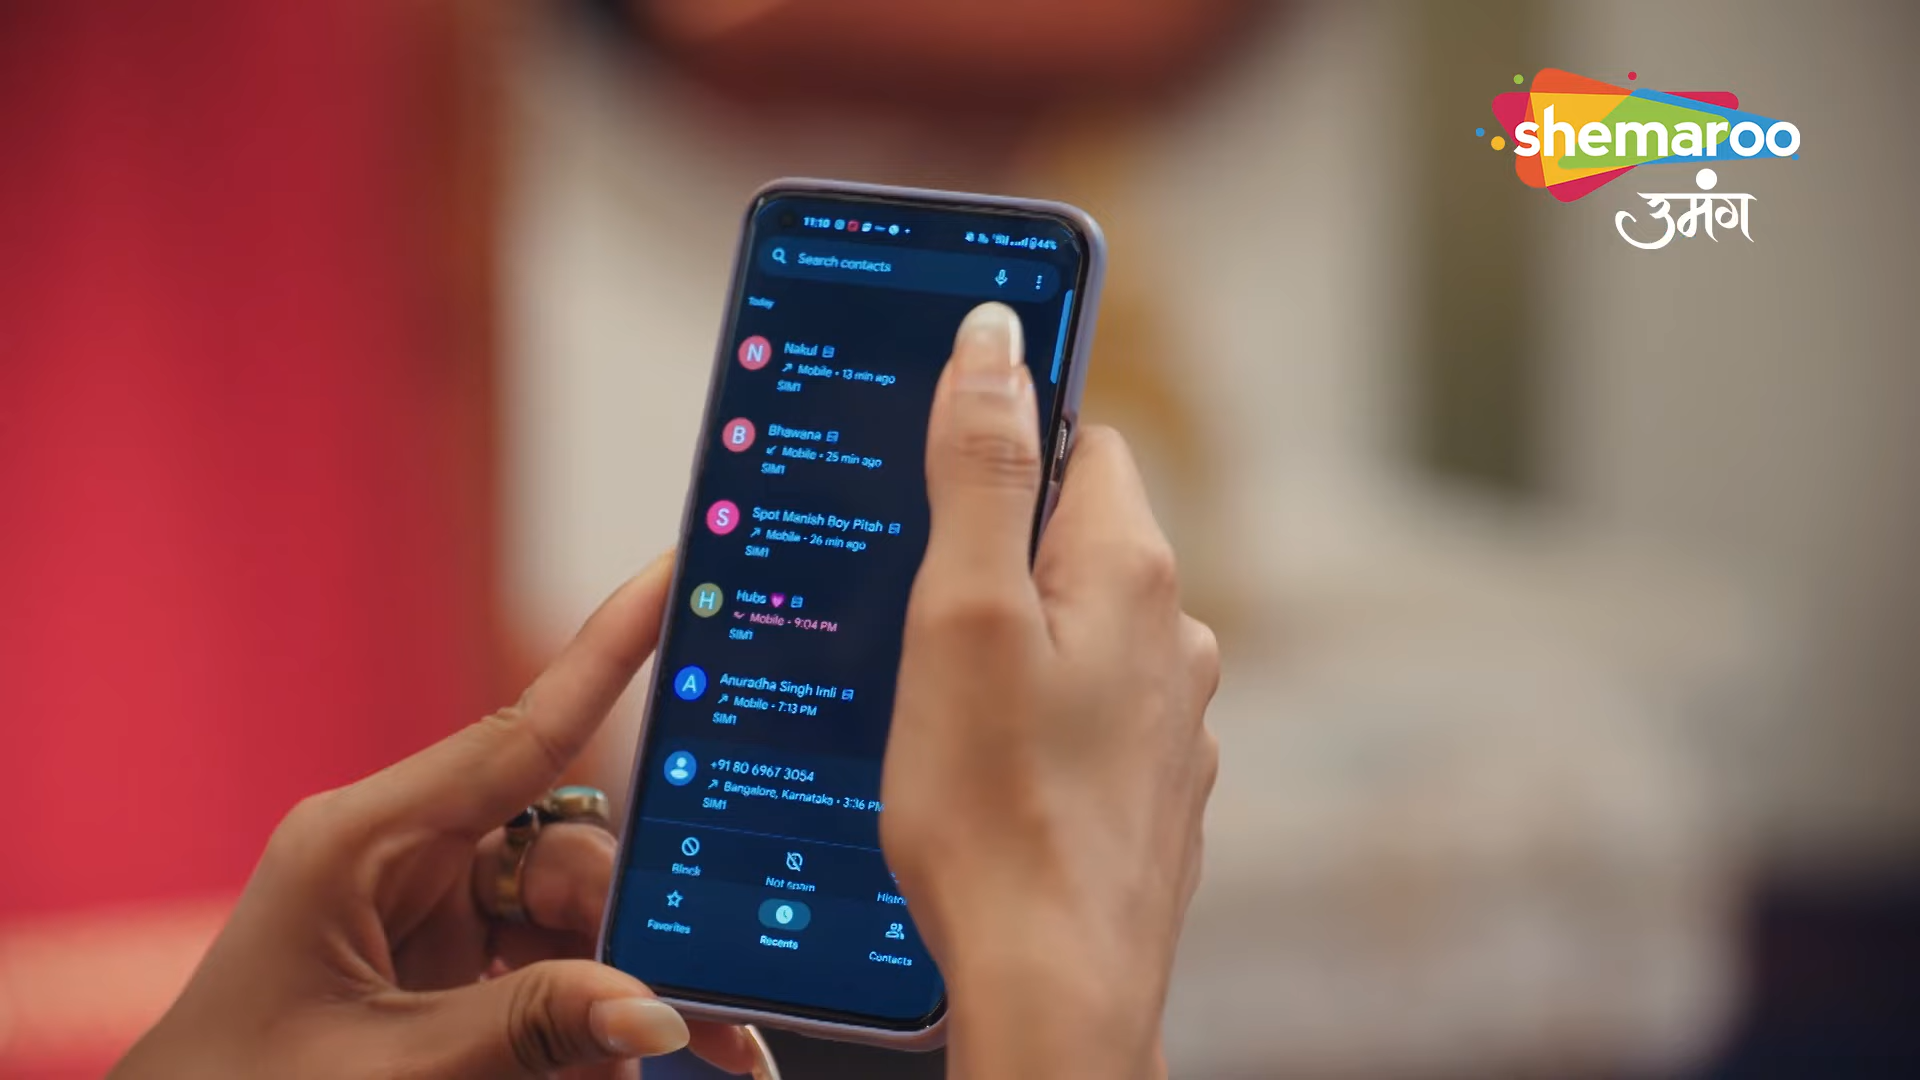 shemaroo
उमंग
11:10
44%
Search contacts
Today
N
Nakul
Mobile • 13 min ago
SIM1
B
Bhawana
Mobile • 25 min ago
SIM1
S
Spot Manish Boy Pitah
Mobile • 26 min ago
SIM1
H
Hubs
Mobile • 9:04 PM
SIM1
A
Anuradha Singh Imli
Mobile • 7:13 PM
SIM1
+91 80 6967 3054
Bangalore, Karnataka • 3:36 PM
SIM1
Block
Not spam
Favorites
Recents
Contacts